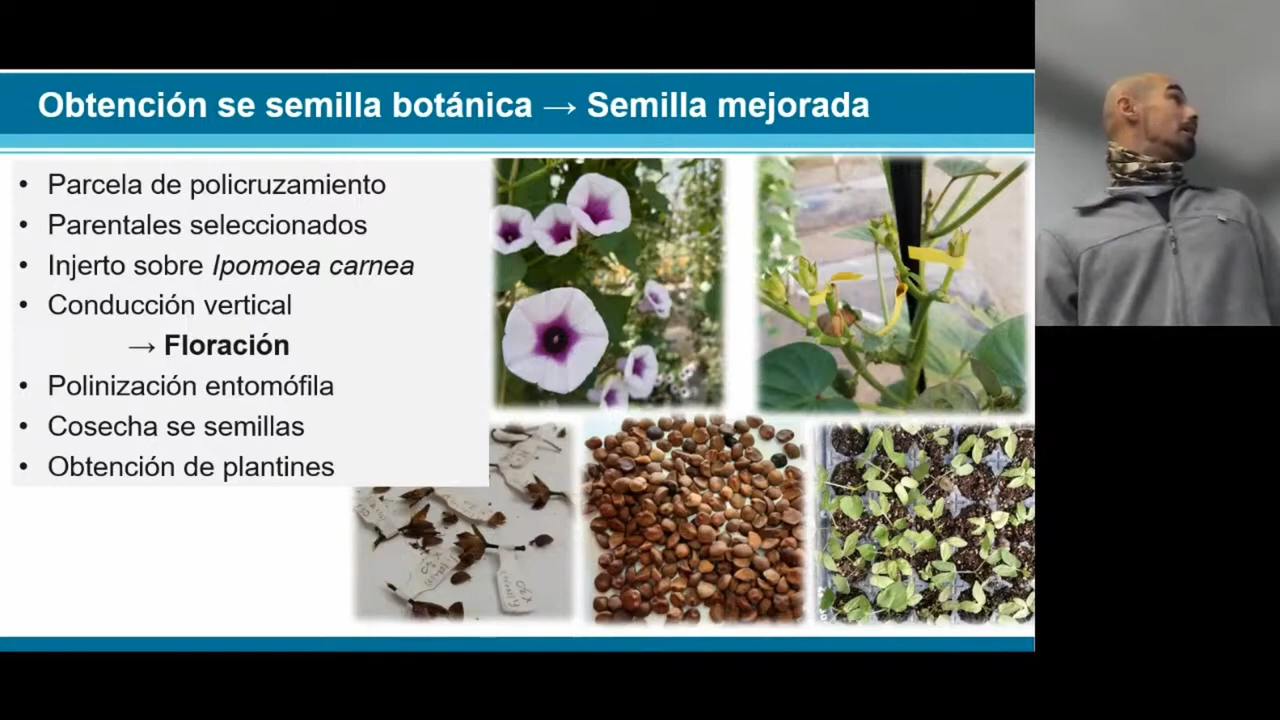 Obtención se semilla botánica → Semilla mejorada
• Parcela de policruzamiento
• Parentales seleccionados
• Injerto sobre Ipomoea carnea
• Conducción vertical
→ Floración
• Polinización entomófila
• Cosecha se semillas
• Obtención de plantines